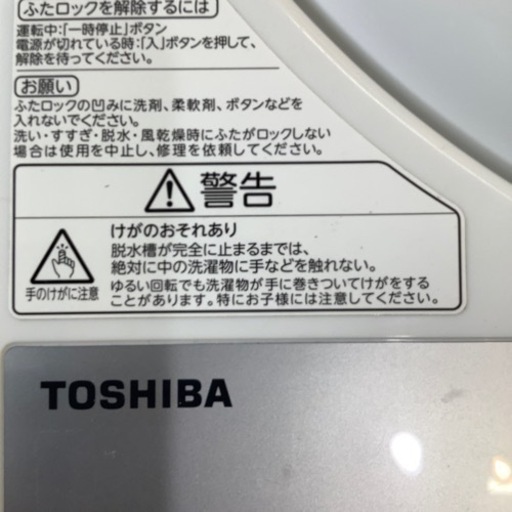 ふたロックを解除するには
運転中:「一時停止」ボタン
電源が切れている時:「入」ボタンを押して、
解除を待ってください。
お願い
ふたロックの凹みに洗剤、柔軟剤、ボタンなどを
入れないでください。
洗い・すすぎ・脱水・風乾燥時にふたがロックしない
場合は使用を中止し、修理を依頼してください。
警告
けがのおそれあり
脱水槽が完全に止まるまでは、
絶対に中の洗濯物に手などを触れない。
ゆるい回転でも洗濯物が手に巻きついてけがをする
ことがあります。特にお子様には注意してください。
手のけがに注意
TOSHIBA